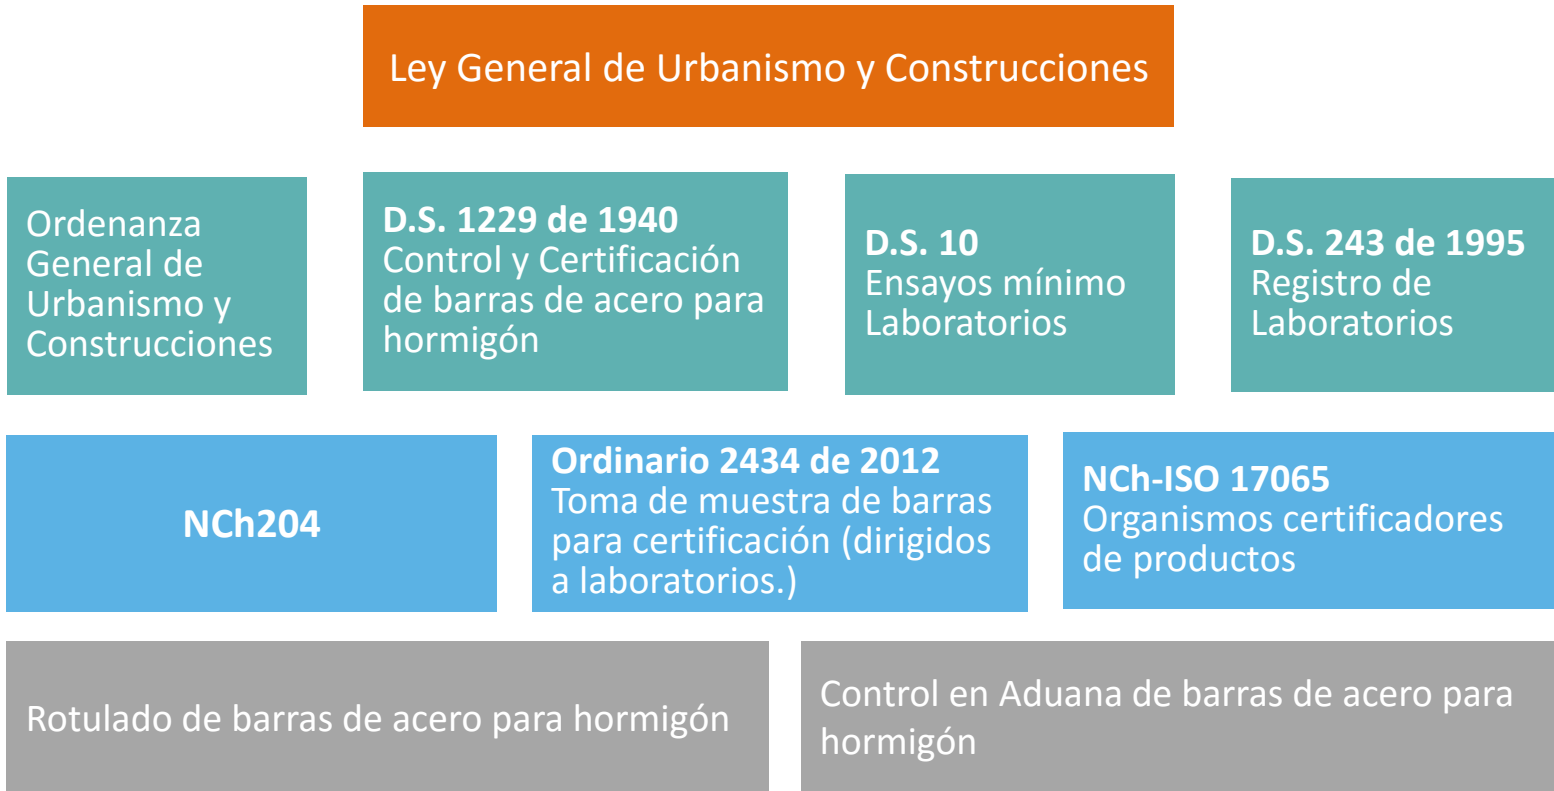 Ley General de Urbanismo y Construcciones
Ordenanza
General de
Urbanismo y
Construcciones
D.S. 1229 de 1940
Control y Certificación
de barras de acero para
hormigón
D.S. 10
Ensayos mínimo
Laboratorios
D.S. 243 de 1995
Registro de
Laboratorios
NCh204
Ordinario 2434 de 2012
Toma de muestra de barras
para certificación (dirigidos
a laboratorios.)
NCh-ISO 17065
Organismos certificadores
de productos
Rotulado de barras de acero para hormigón
Control en Aduana de barras de acero para
hormigón